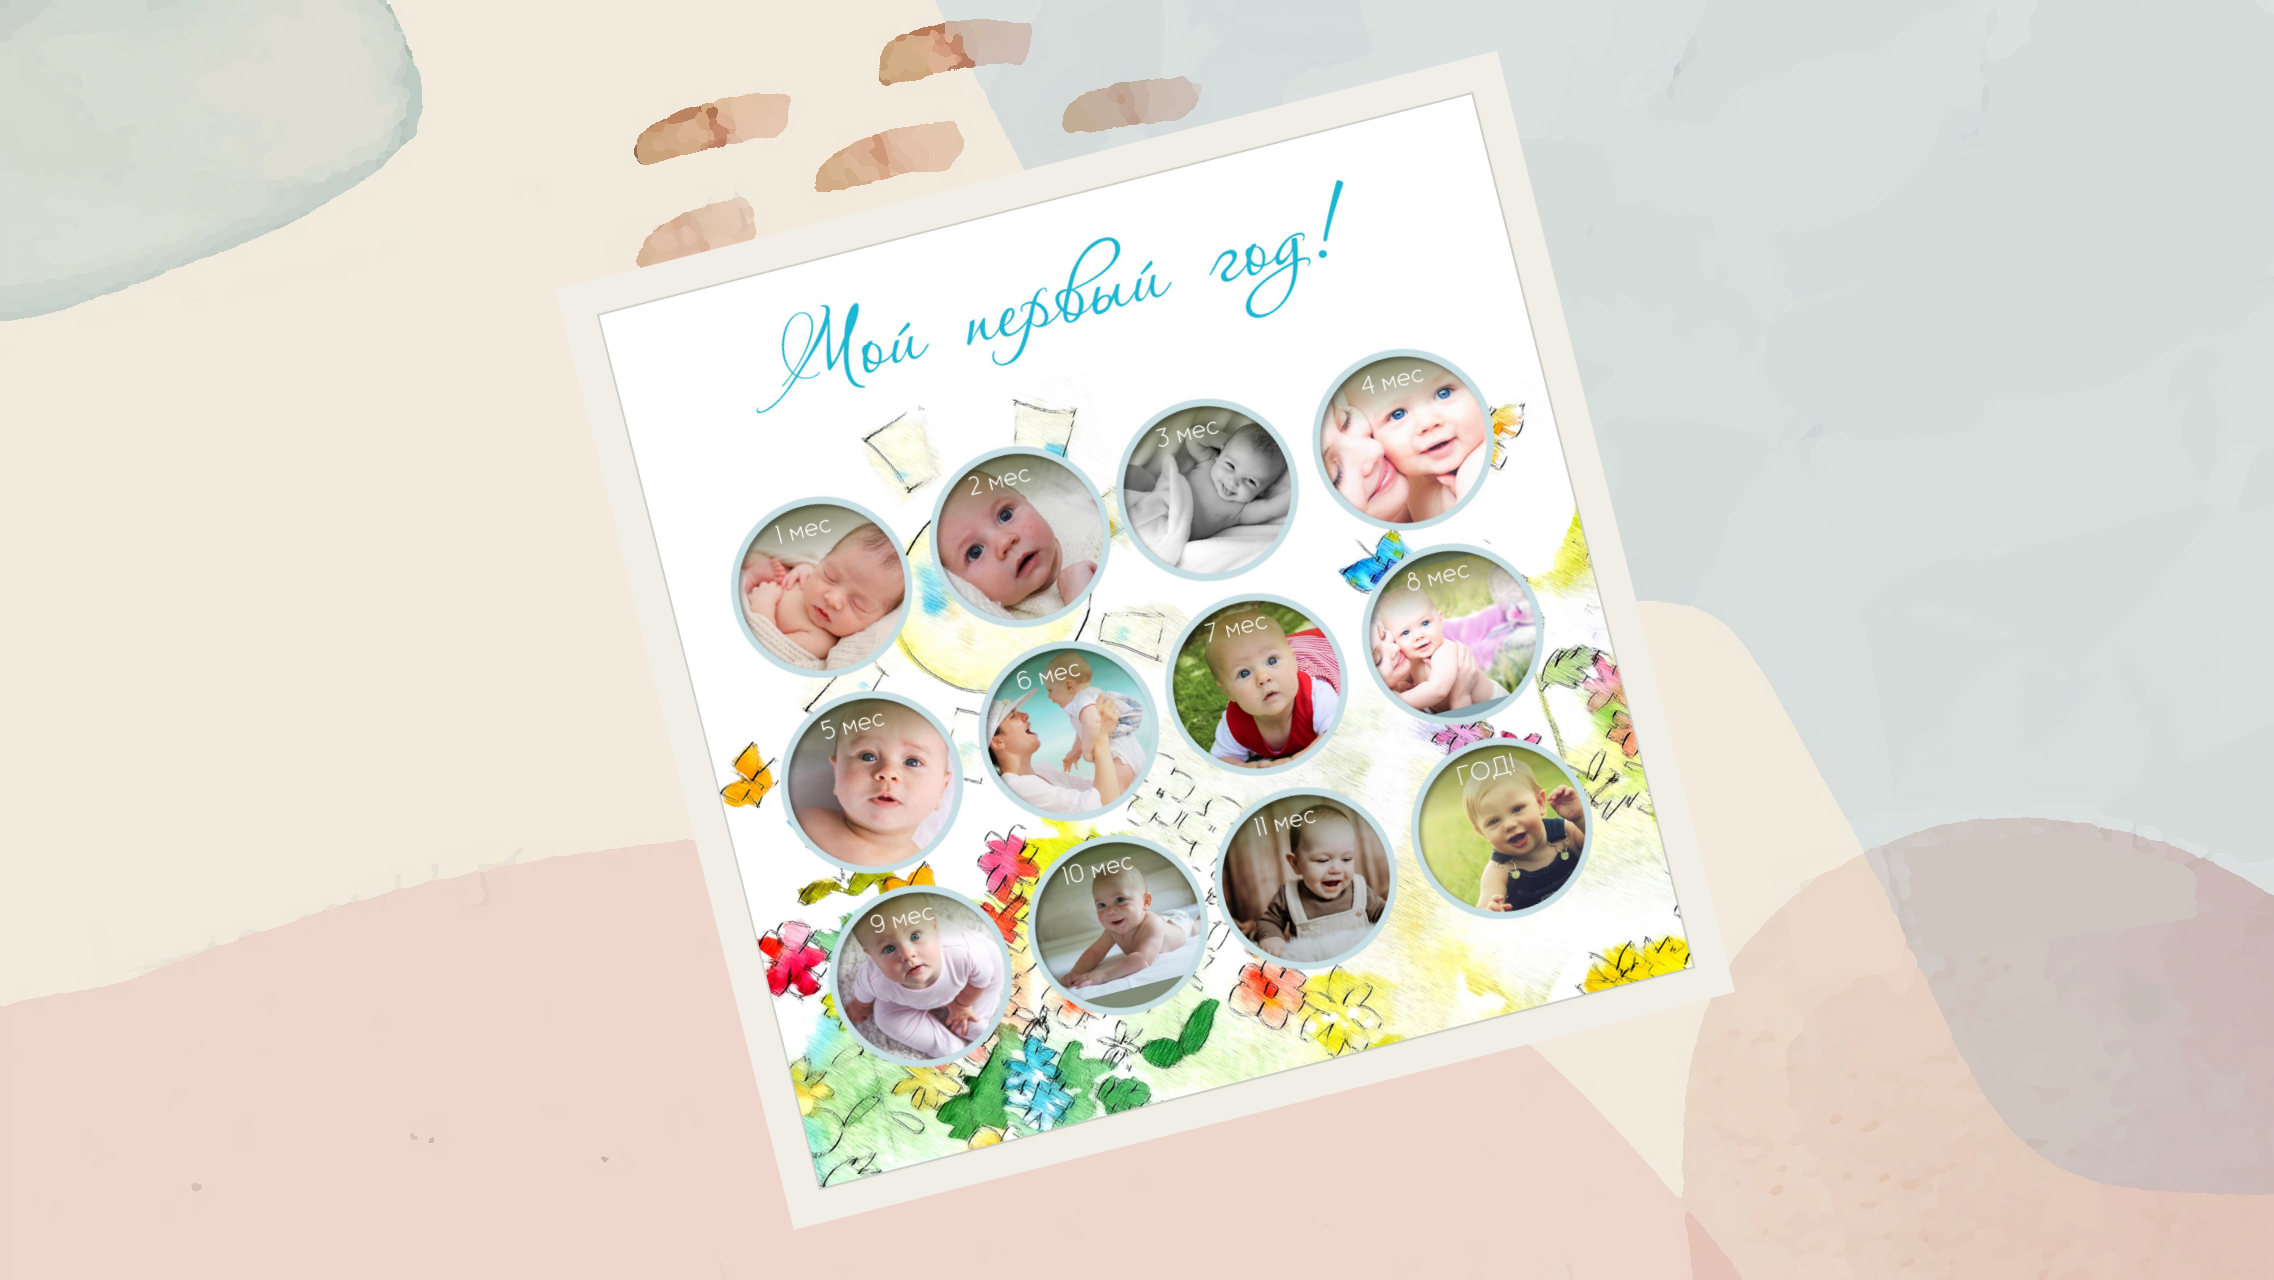 Мой первый год!
1 мес
2 мес
3 мес
4 мес
5 мес
6 мес
7 мес
8 мес
9 мес
10 мес
11 мес
ГОД!